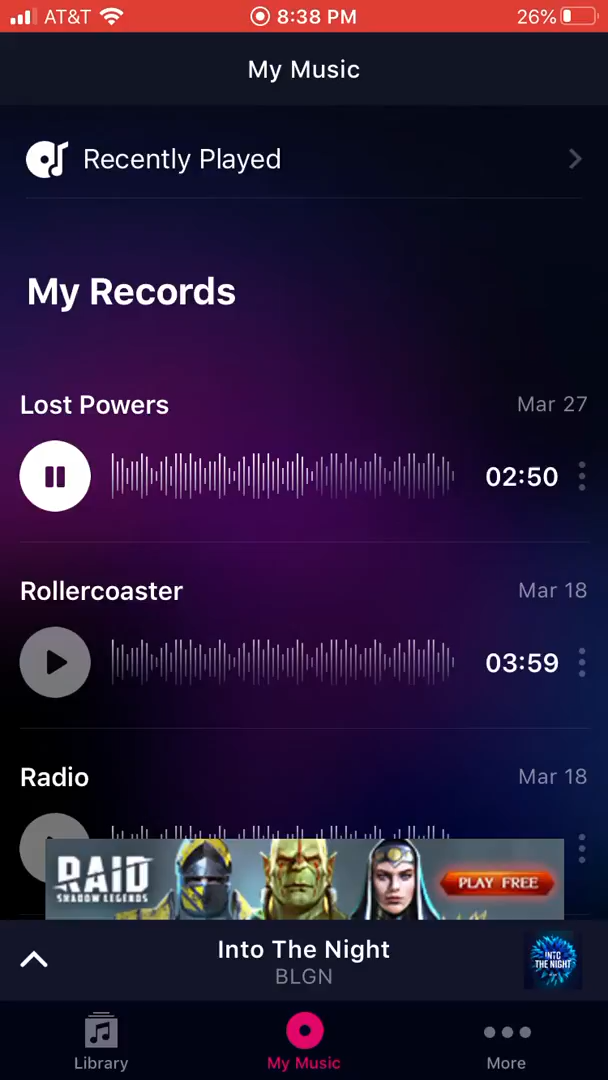 AT&T 8:38 PM 26%
My Music
Recently Played
My Records
Lost Powers Mar 27
02:50
Rollercoaster Mar 18
03:59
Radio Mar 18
RAID
SHADOW LEGENDS
PLAY FREE
Into The Night
BLGN
INTO
THE NIGHT
Library My Music More